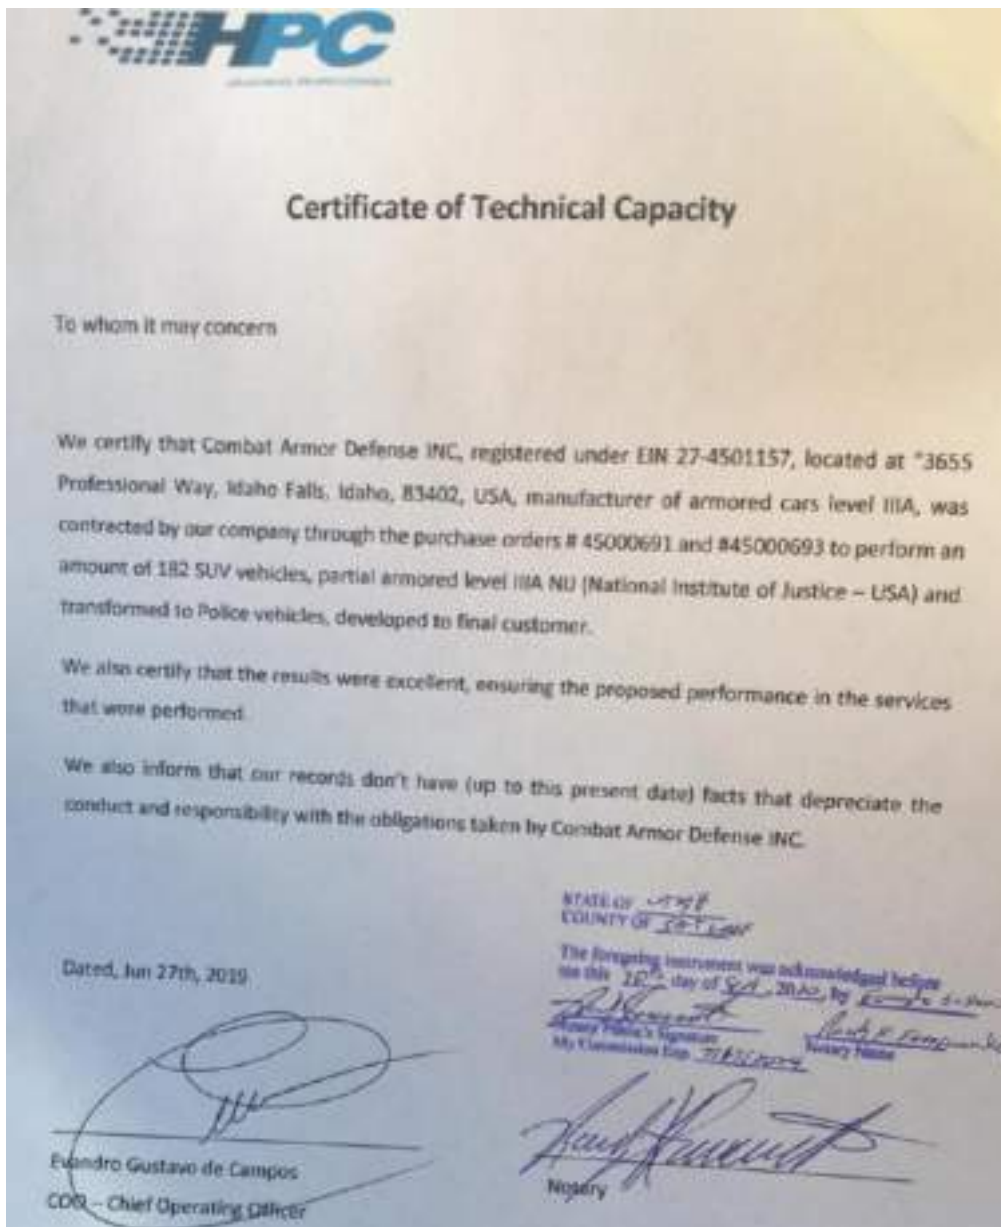 HPC
Certificate of Technical Capacity
To whom it may concern
We certify that Combat Armor Defense INC, registered under EIN 27-4501157, located at "3655
Professional Way, Idaho Falls, Idaho, 83402, USA, manufacturer of armored cars level IIIA, was
contracted by our company through the purchase orders # 45000691 and #45000693 to perform an
amount of 182 SUV vehicles, partial armored level IIIA NIJ (National Institute of Justice – USA) and
transformed to Police vehicles, developed to final customer.
We also certify that the results were excellent, ensuring the proposed performance in the services
that were performed.
We also inform that our records don't have (up to this present date) facts that depreciate the
conduct and responsibility with the obligations taken by Combat Armor Defense INC.
STATE OF
COUNTY OF
The foregoing instrument was acknowledged before
me this day of by
Notary Name's Signature
Notary Name
My Commission Exp.
Dated, Jun 27th, 2019
Evandro Gustavo de Campos
COO – Chief Operating Officer
Notary